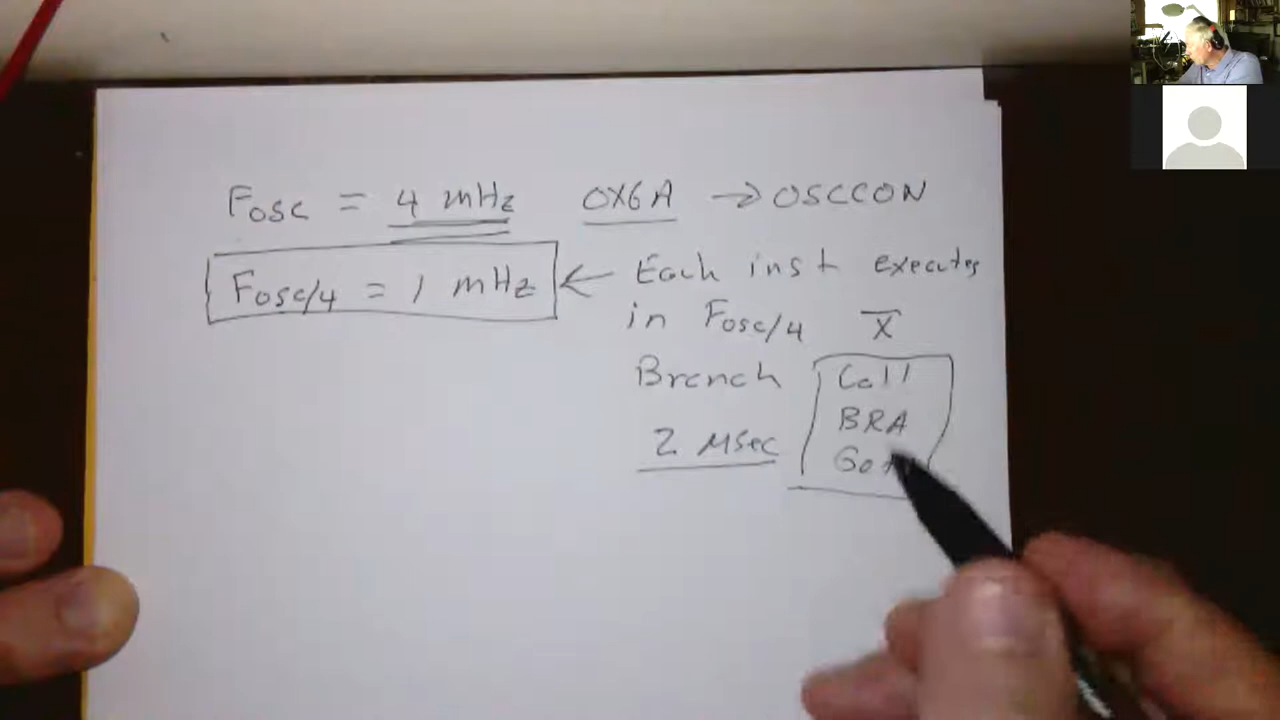 Fosc = 4 mHz 0X6A → OSCCON
Fosc/4 = 1 mHz ← Each inst executes
in Fosc/4 X̅
Branch Call
BRA
2 μsec